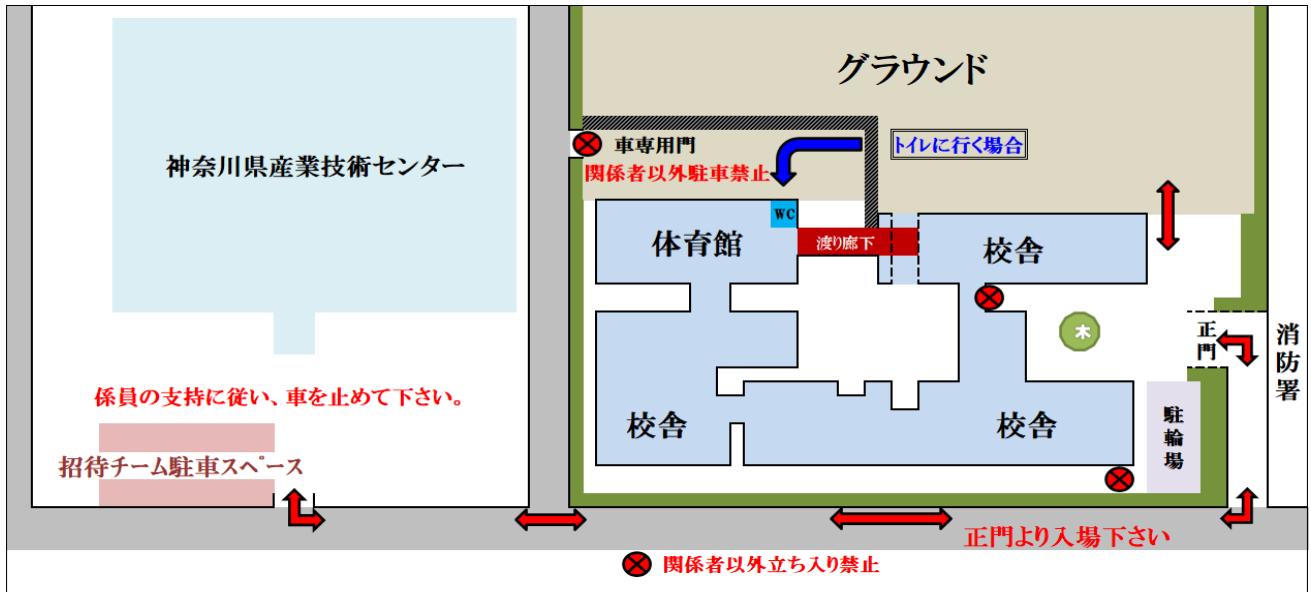 グラウンド
神奈川県産業技術センター
車専用門
トイレに行く場合
関係者以外駐車禁止
WC
体育館
渡り廊下
校舎
木
正門
消防署
係員の支持に従い、車を止めて下さい。
校舎
校舎
駐輪場
招待チーム駐車スペース
正門より入場下さい
関係者以外立ち入り禁止